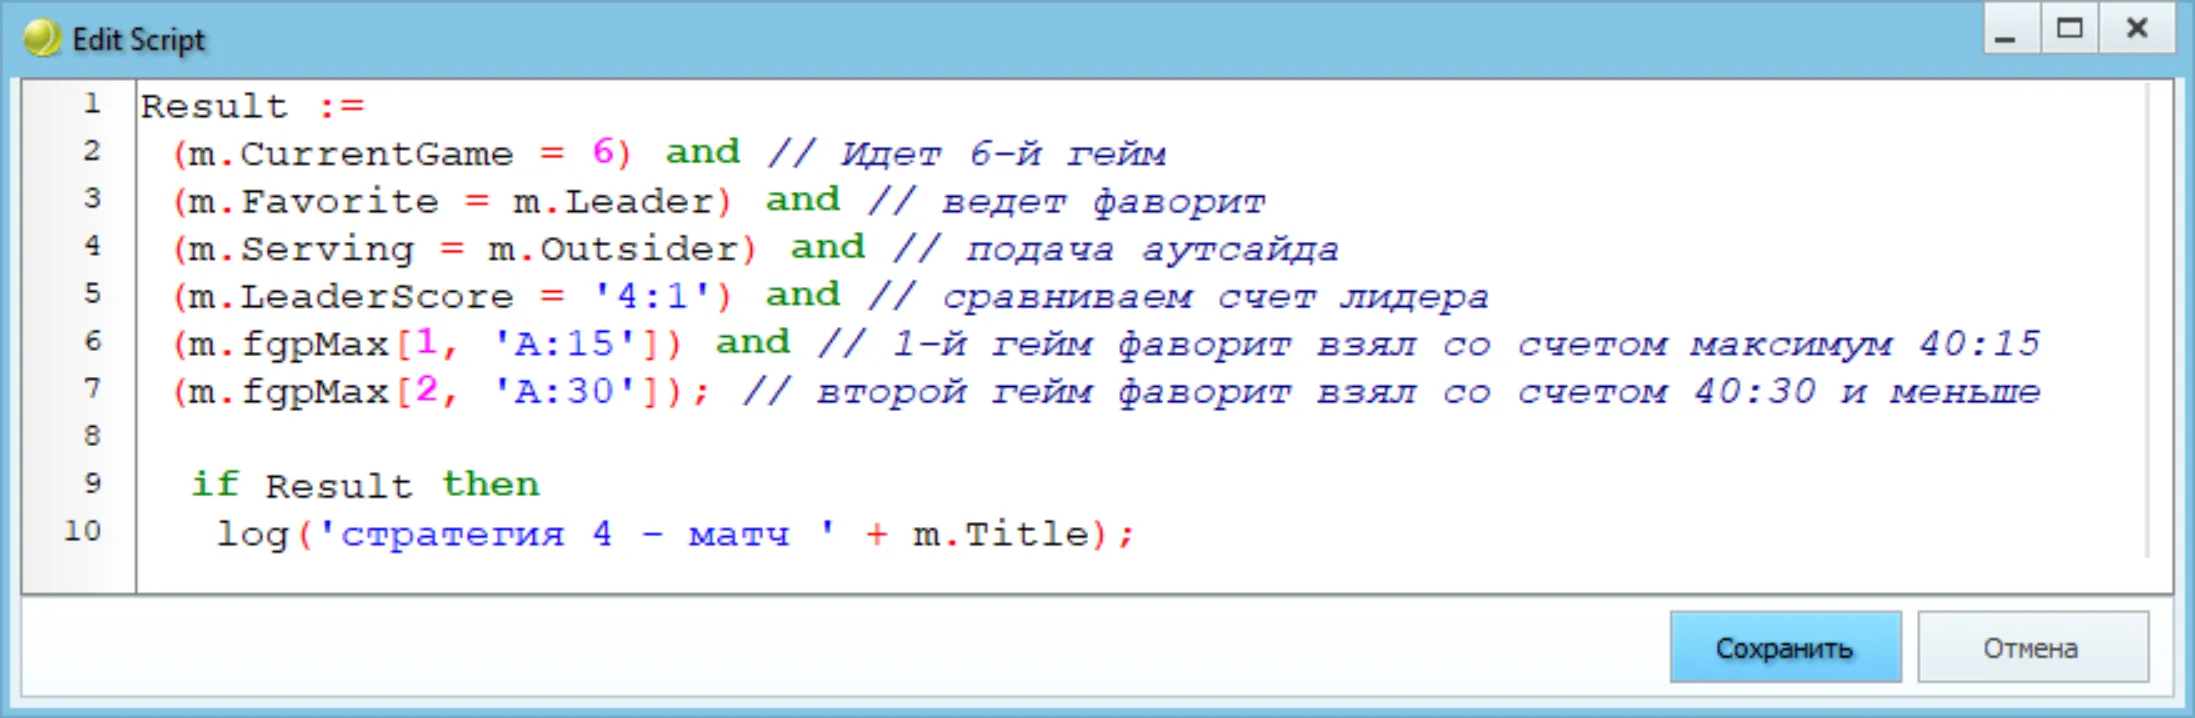 Edit Script
1 Result :=
2 (m.CurrentGame = 6) and // Идет 6-й гейм
3 (m.Favorite = m.Leader) and // ведет фаворит
4 (m.Serving = m.Outsider) and // подача аутсайда
5 (m.LeaderScore = '4:1') and // сравниваем счет лидера
6 (m.fgpMax[1, 'A:15']) and // 1-й гейм фаворит взял со счетом максимум 40:15
7 (m.fgpMax[2, 'A:30']); // второй гейм фаворит взял со счетом 40:30 и меньше
8
9 if Result then
10 log('стратегия 4 - матч ' + m.Title);
Сохранить Отмена